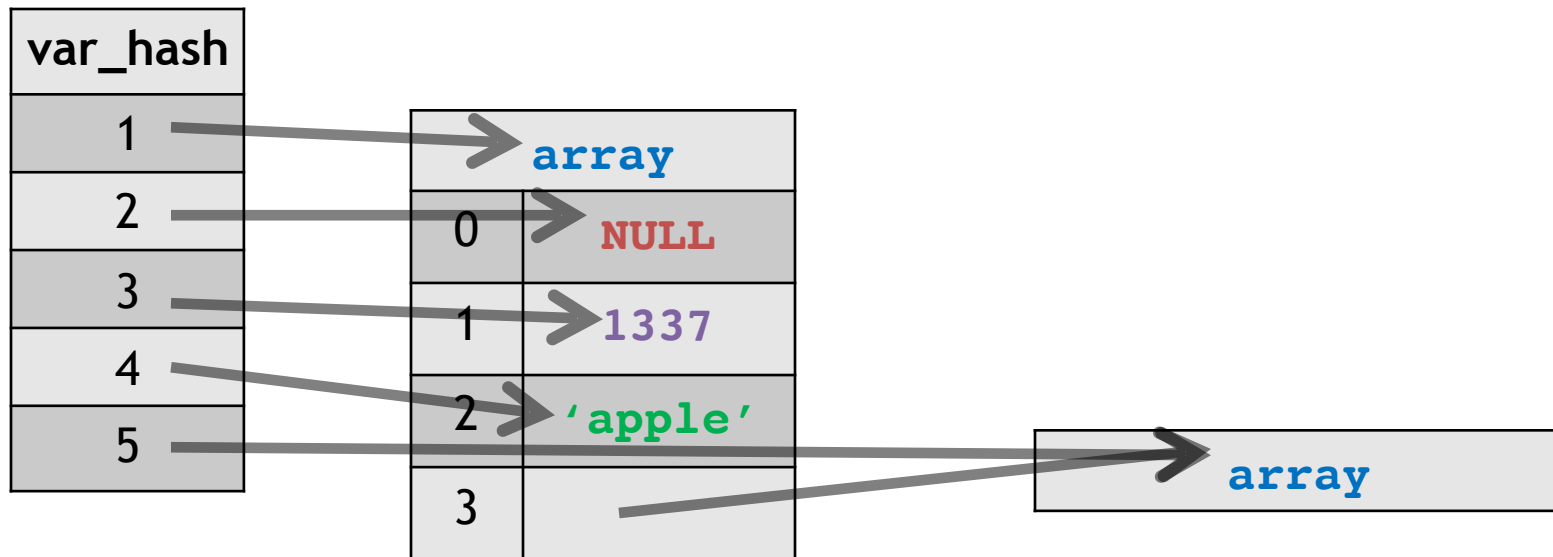 var_hash
1
2
3
4
5
array
0 NULL
1 1337
2 ‘apple’
3
array